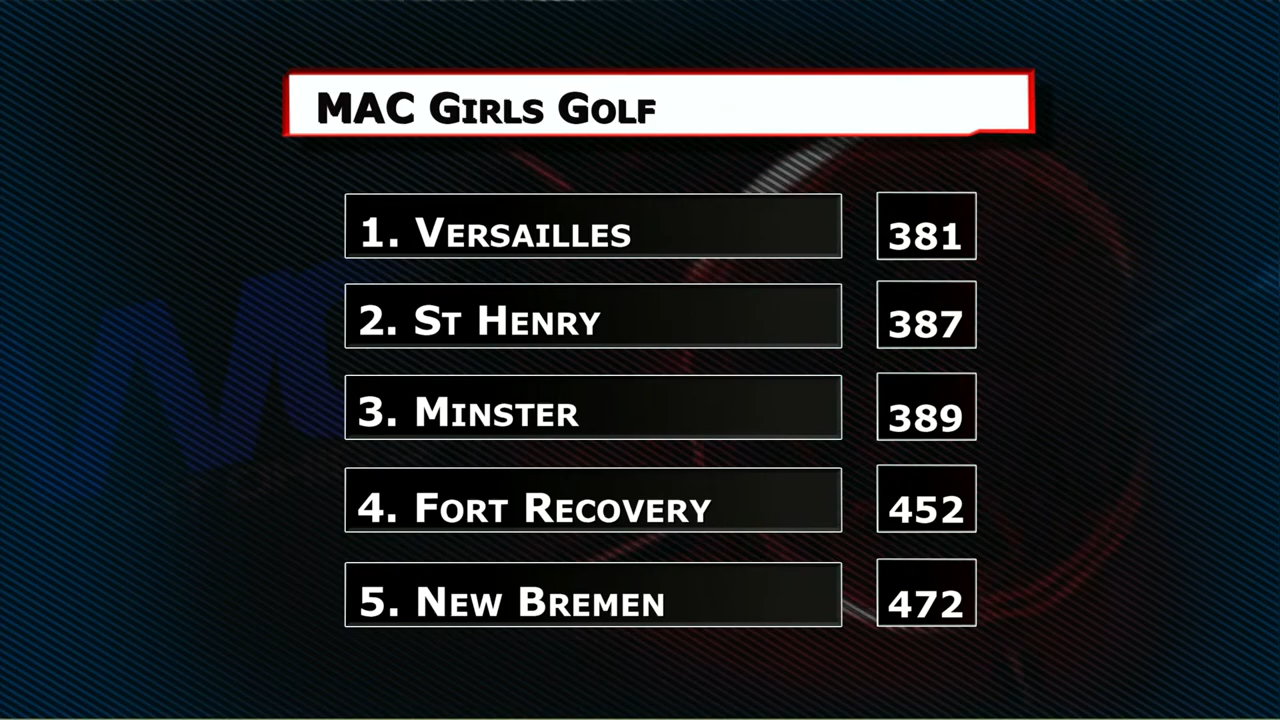 MAC Girls Golf
1. Versailles 381
2. St Henry 387
3. Minster 389
4. Fort Recovery 452
5. New Bremen 472